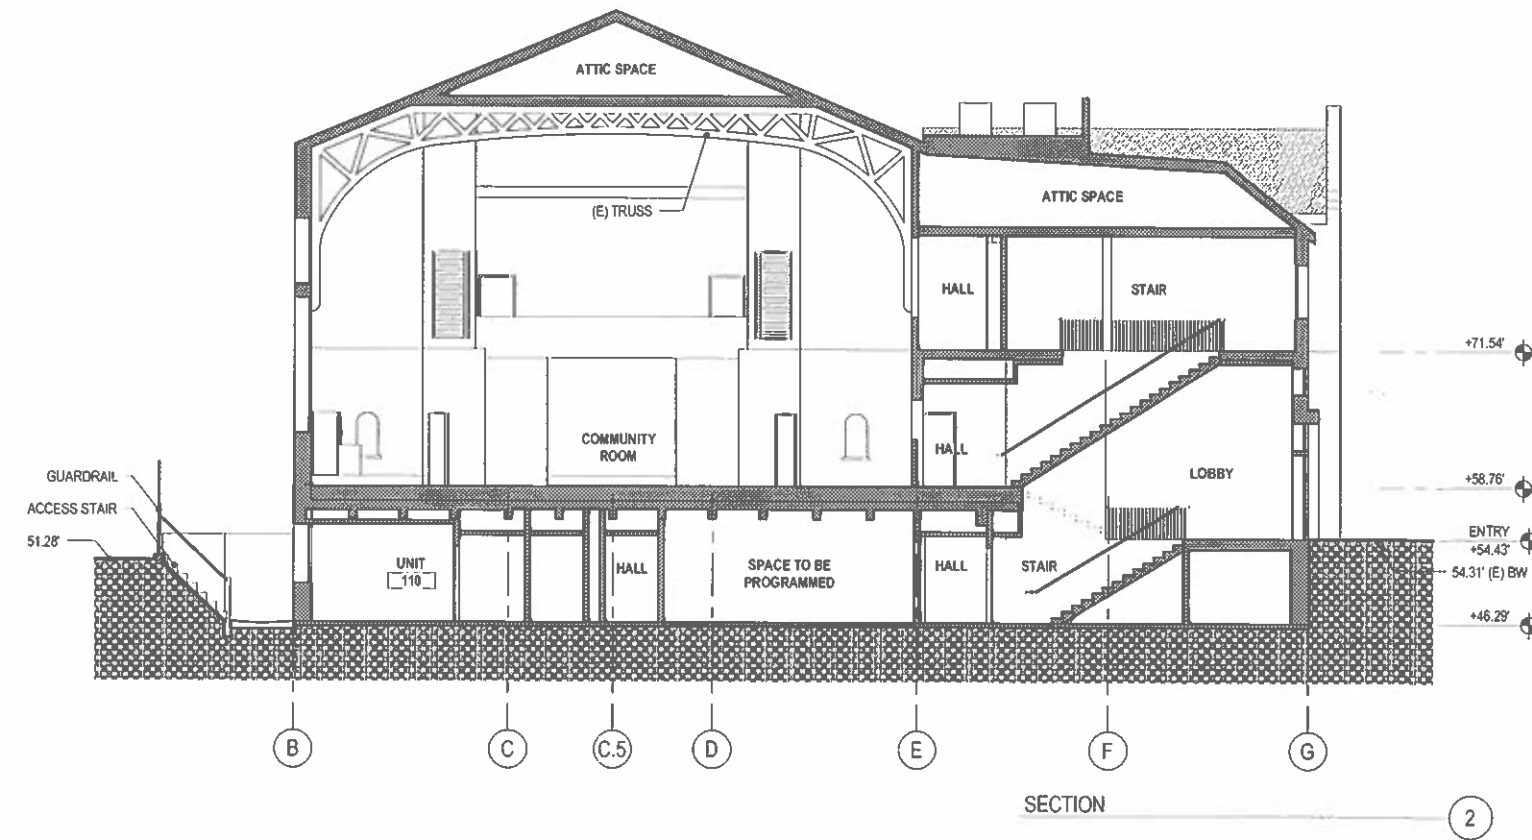 ATTIC SPACE
(E) TRUSS
ATTIC SPACE
HALL
STAIR
+71.54'
COMMUNITY
ROOM
HALL
LOBBY
+58.76'
GUARDRAIL
ACCESS STAIR
51.28'
ENTRY
+54.43'
54.31' (E) BW
UNIT
110
HALL
SPACE TO BE
PROGRAMMED
HALL
STAIR
+46.29'
B
C
C.5
D
E
F
G
SECTION
2